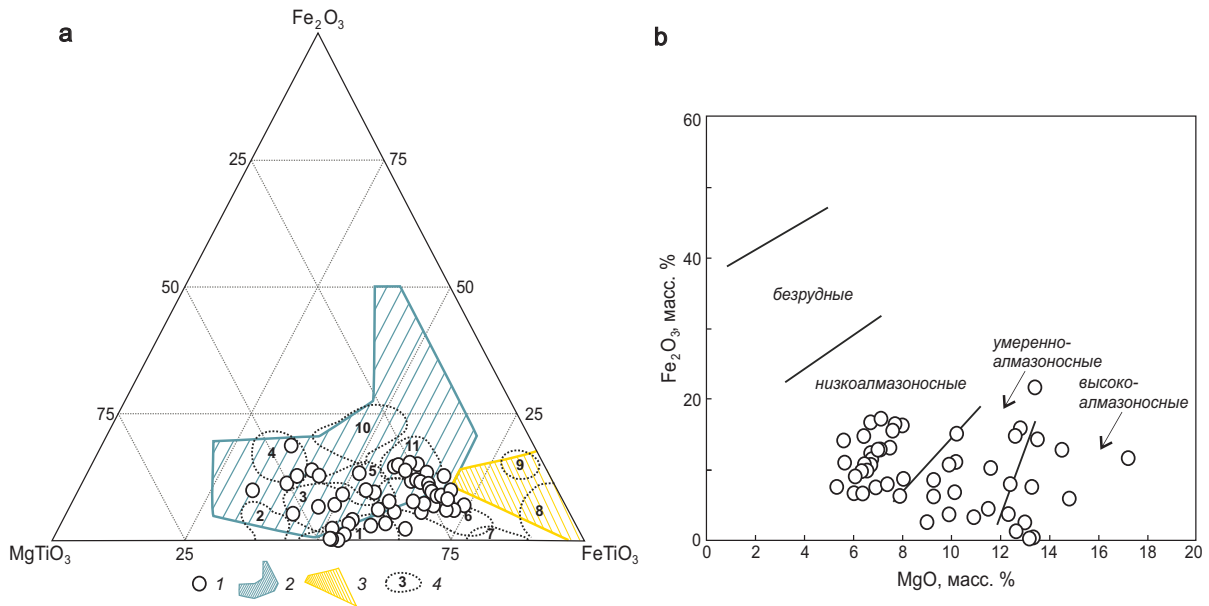 a
Fe₂O₃
25
75
50
50
75
25
10
4
11
5
9
3
2
8
6
1
7
MgTiO₃
25
75
FeTiO₃
1
2
3
3
4
b
Fe₂O₃, масс. %
60
40
20
0
безрудные
низкоалмазоносные
умеренно-
алмазоносные
высоко-
алмазоносные
0 2 4 6 8 10 12 14 16 18 20
MgO, масс. %